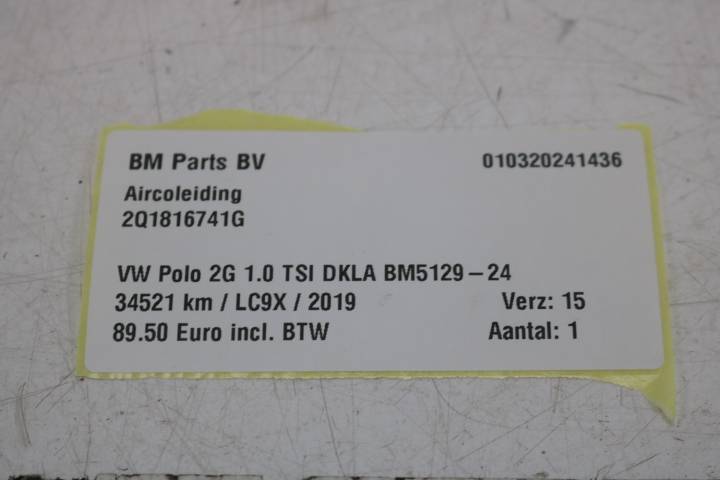 BM Parts BV 010320241436
Aircoleiding
2Q1816741G
VW Polo 2G 1.0 TSI DKLA BM5129-24
34521 km / LC9X / 2019 Verz: 15
89.50 Euro incl. BTW Aantal: 1